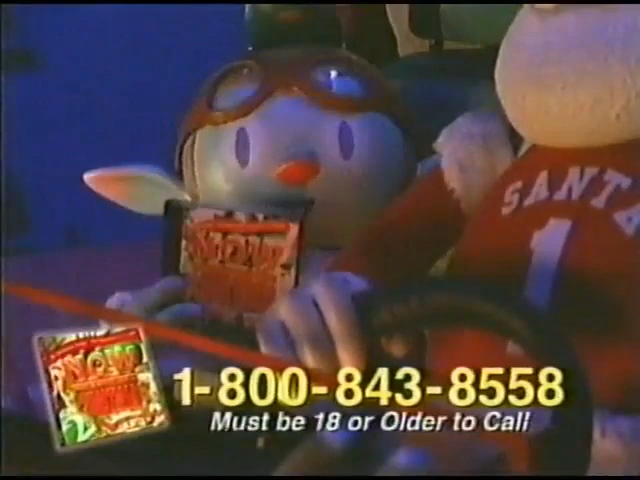 SANTA
1
NOW
NOW
1-800-843-8558
Must be 18 or Older to Call